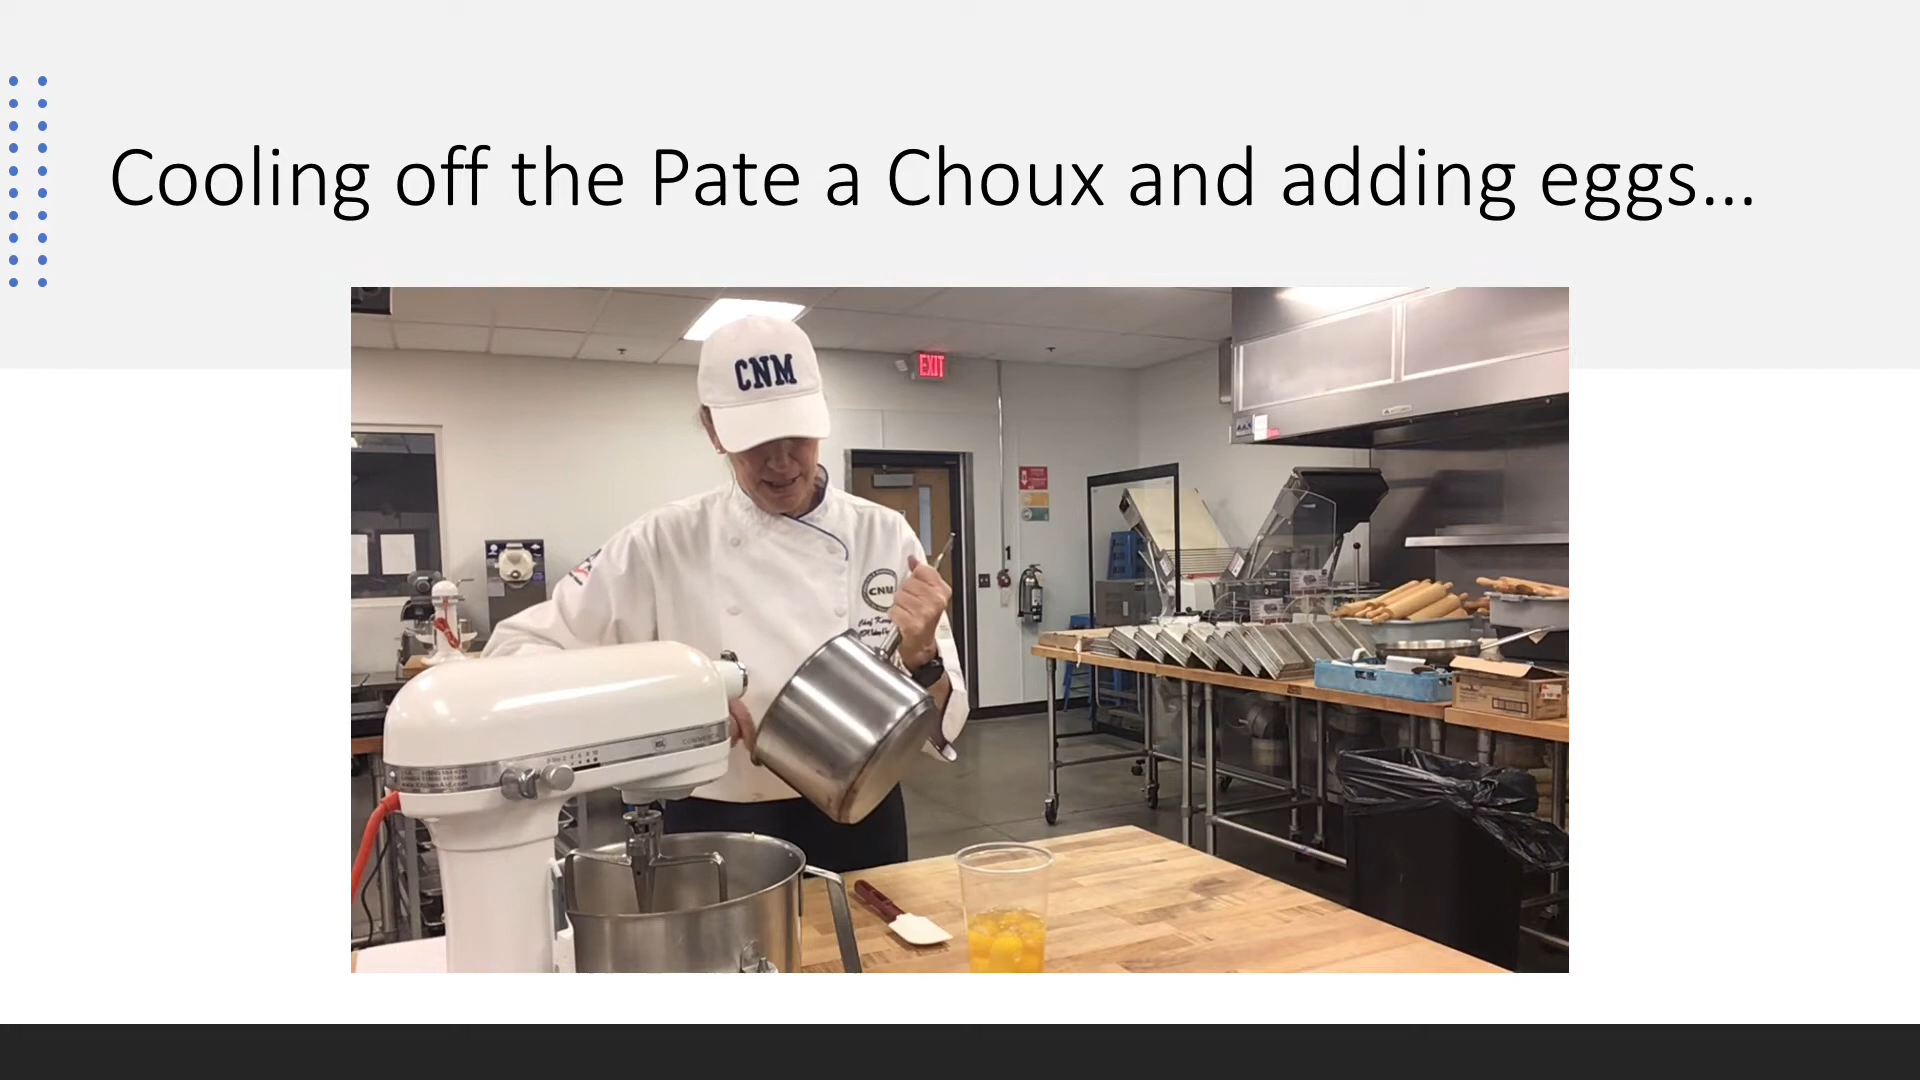 Cooling off the Pate a Choux and adding eggs...
CNM
EXIT
CNM